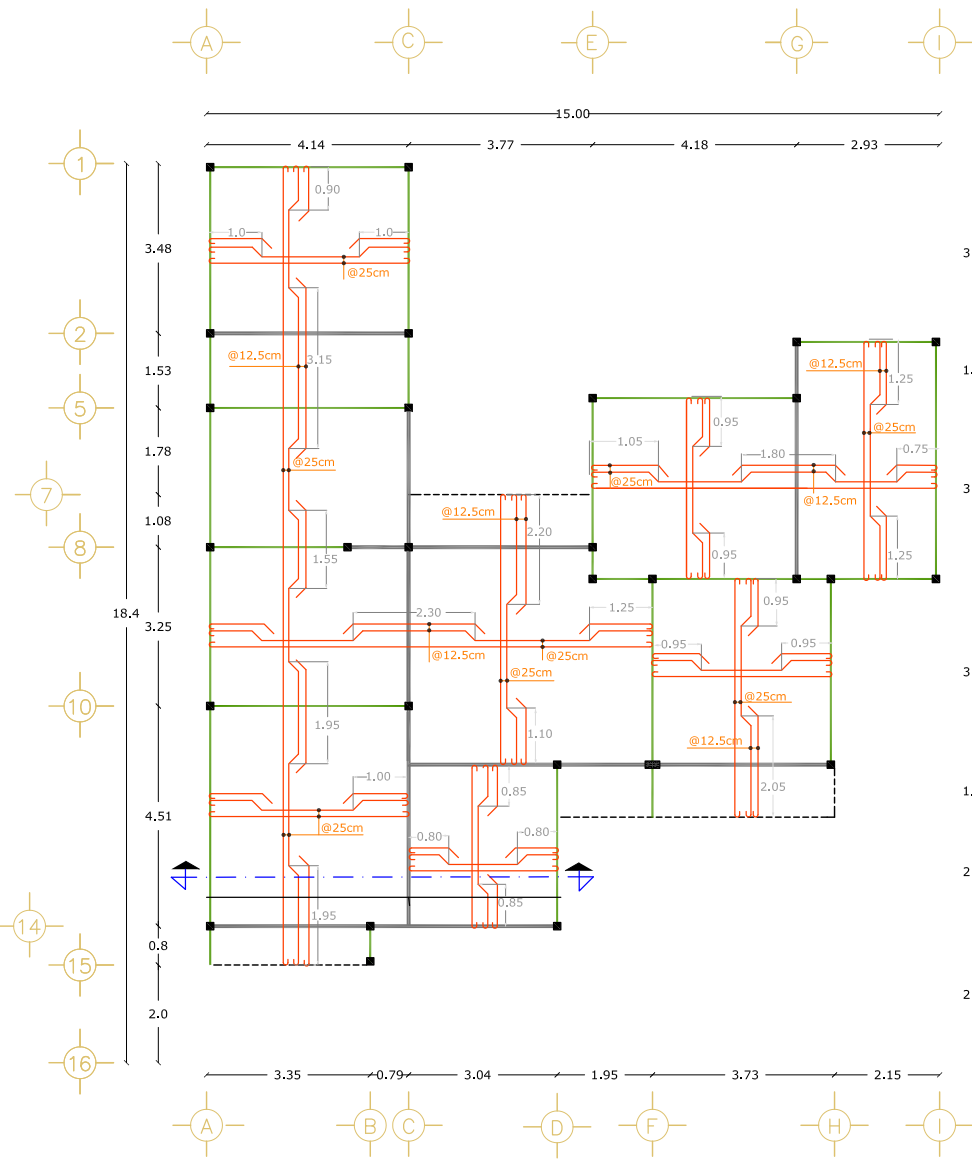 A C E G I
15.00
4.14 3.77 4.18 2.93
1
0.90
1.0 1.0
3.48 3
@25cm
2
@12.5cm 3.15 @12.5cm
1.53 1.25 1.
5
0.95
1.78 @25cm @25cm
1.05 1.80 0.75
@25cm @12.5cm 3
7
1.08 @12.5cm
2.20
8
1.55 0.95 1.25
18.4
2.30 1.25 0.95
3.25
@12.5cm @25cm
0.95 0.95 3
@25cm
@25cm
10
1.95 1.10
@12.5cm
1.00 0.85 2.05 1.
4.51
@25cm 0.80 0.80
2
1.95 0.85
14
0.8
15
2.0 2
16
3.35 0.79 3.04 1.95 3.73 2.15
A B C D F H I